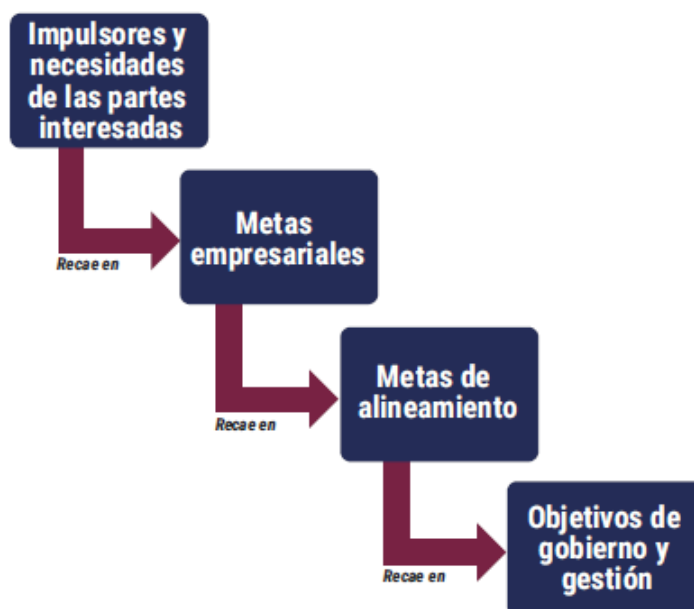 Impulsores y
necesidades
de las partes
interesadas
Recae en
Metas
empresariales
Recae en
Metas de
alineamiento
Recae en
Objetivos de
gobierno y
gestión